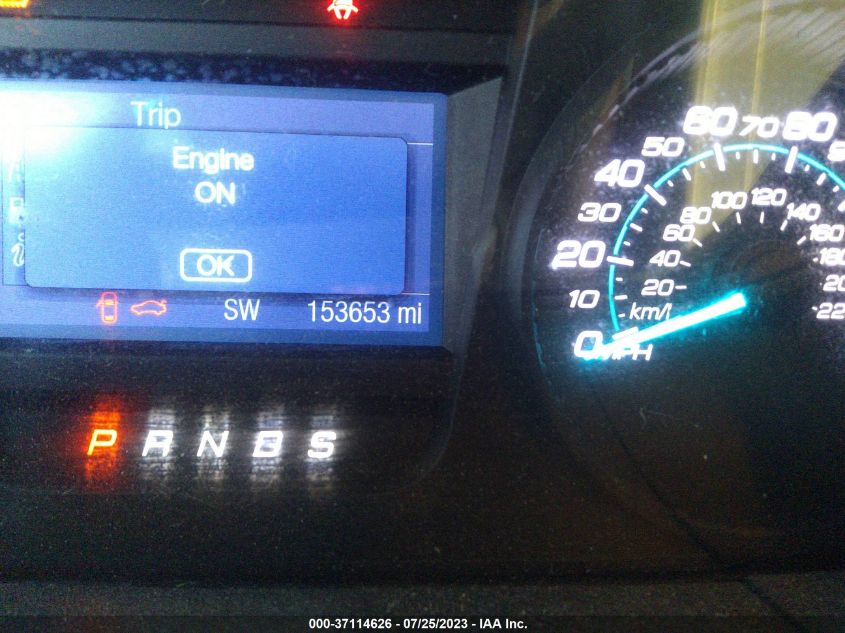 Trip
Engine
ON
OK
SW 153653 mi
P R N D S
0 10 20 30 40 50 60 70 80
20 40 60 80 100 120 140 160 180
km/h
MPH
000-37114626 - 07/25/2023 - IAA Inc.